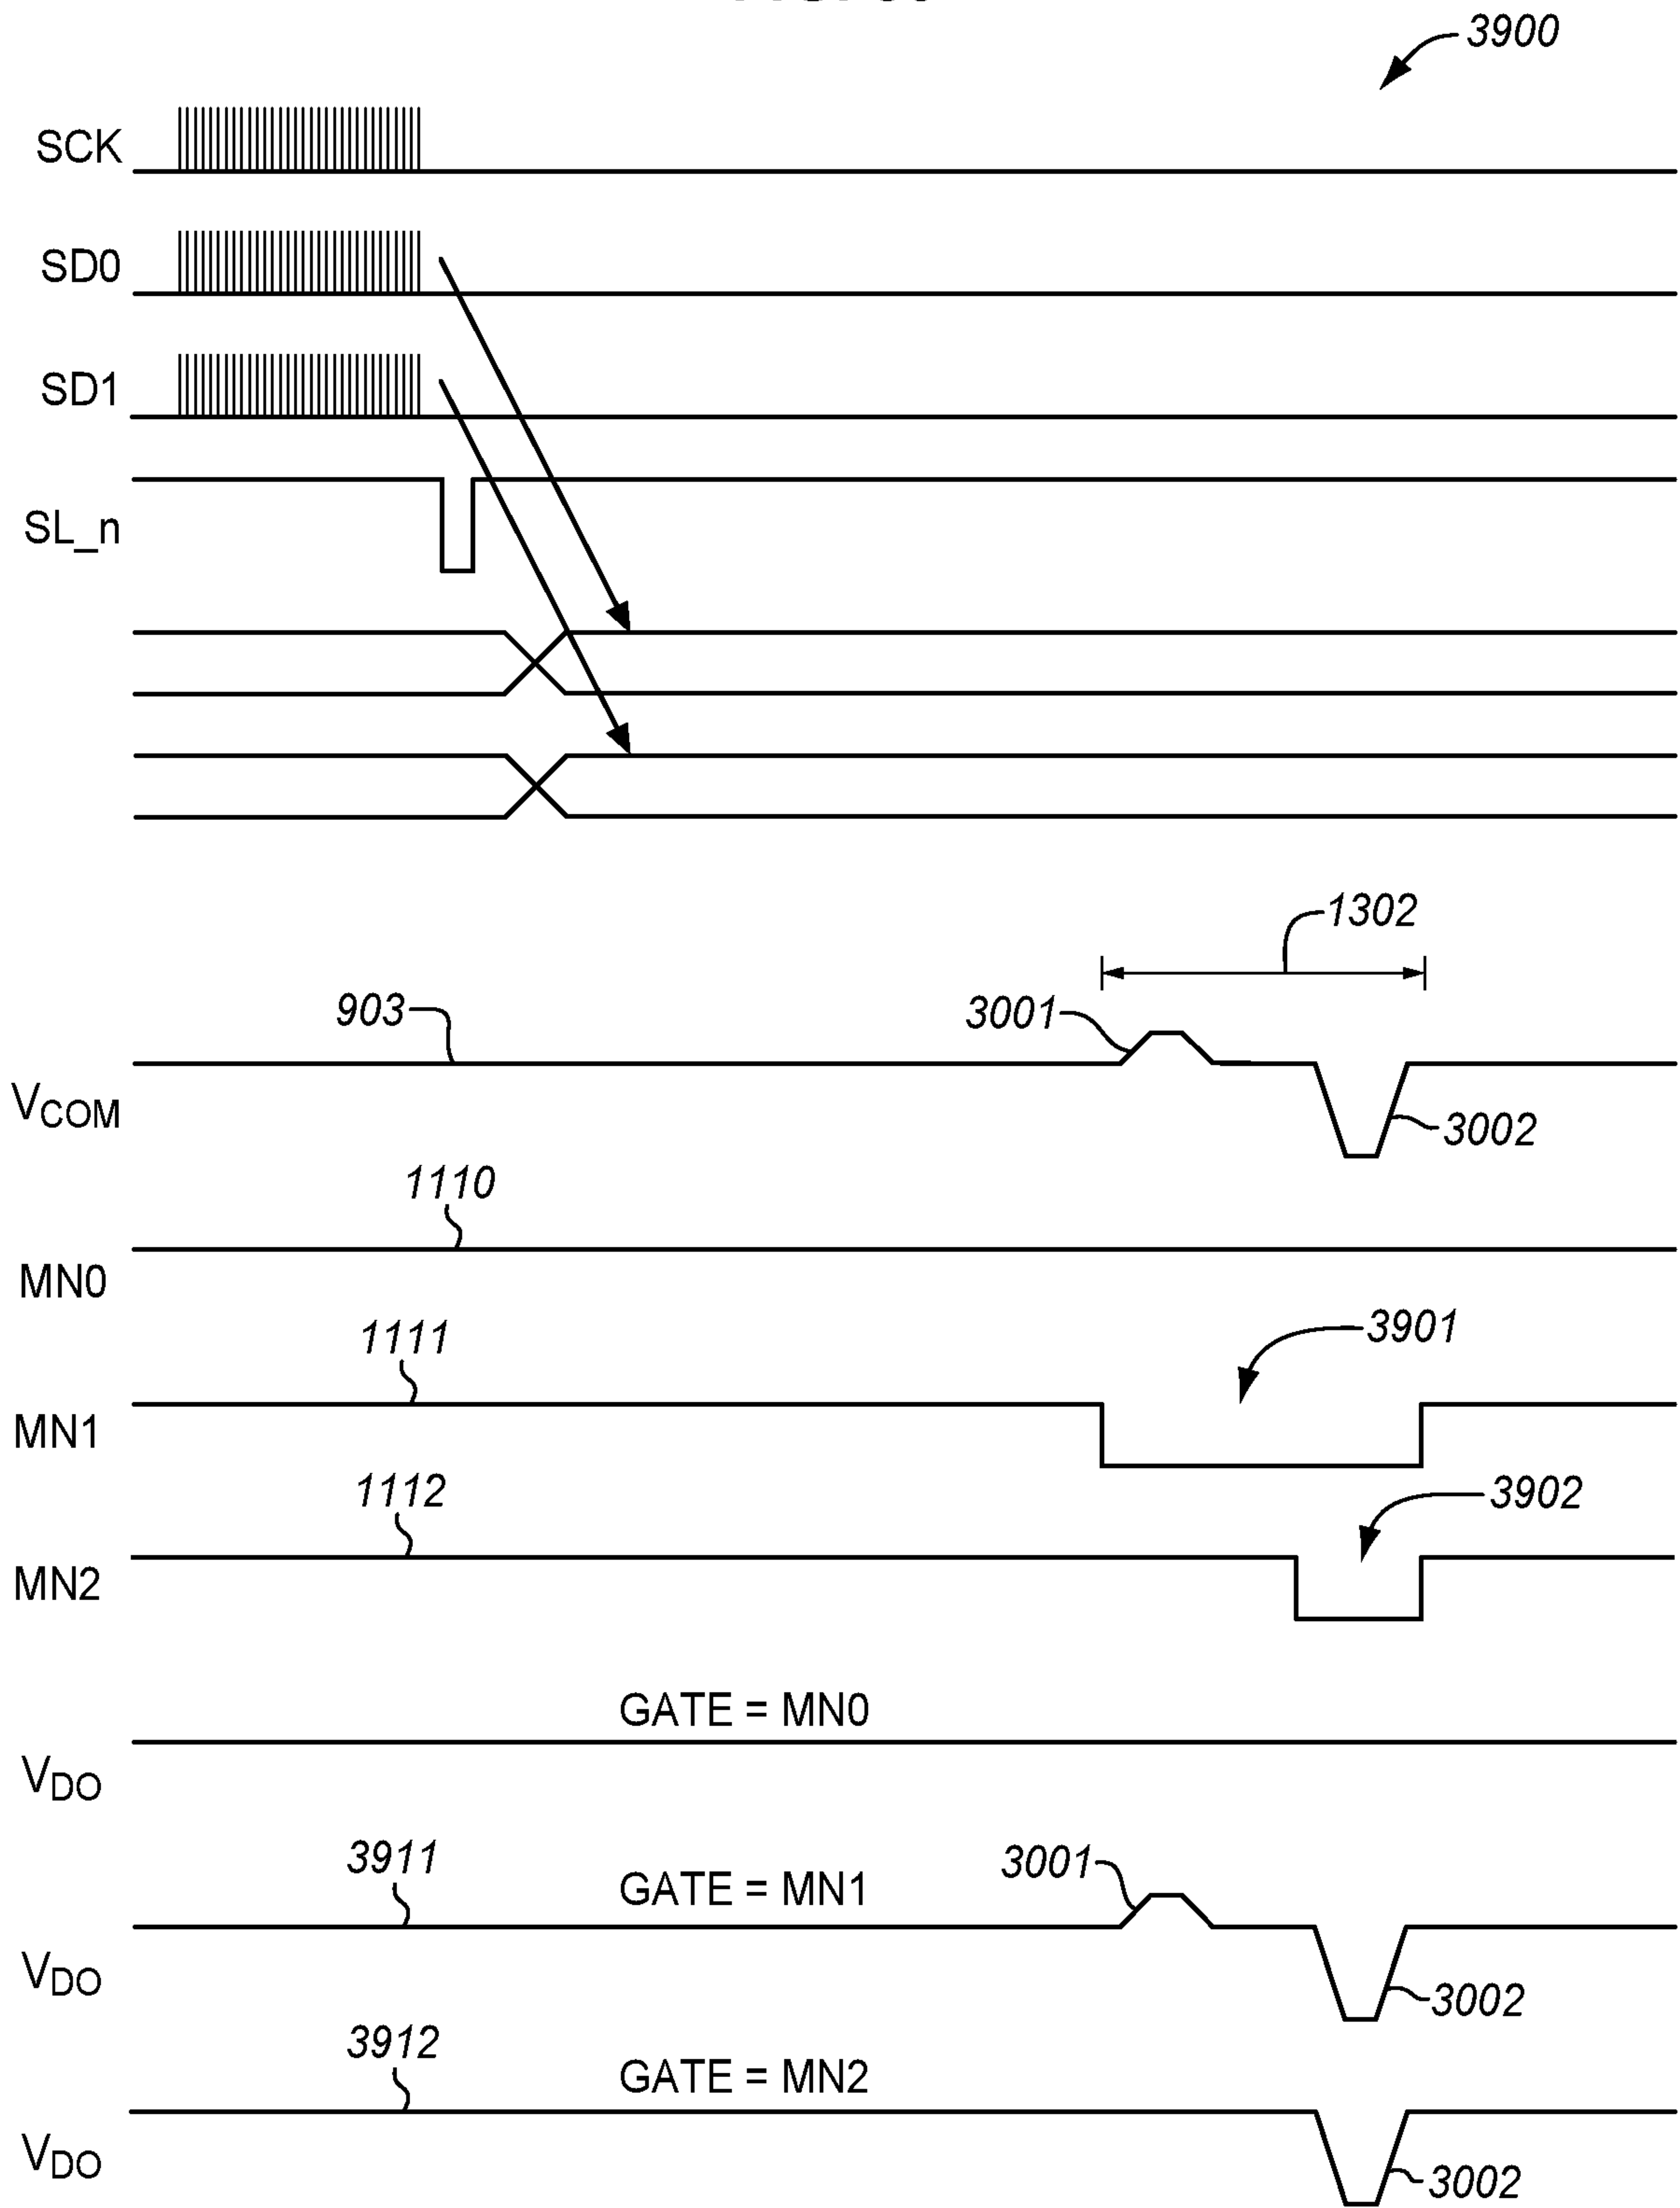 3900
SCK
SD0
SD1
SL_n
1302
903
3001
VCOM
3002
1110
MN0
3901
1111
MN1
3902
1112
MN2
GATE = MN0
VDO
3911
GATE = MN1
3001
VDO
3002
3912
GATE = MN2
VDO
3002